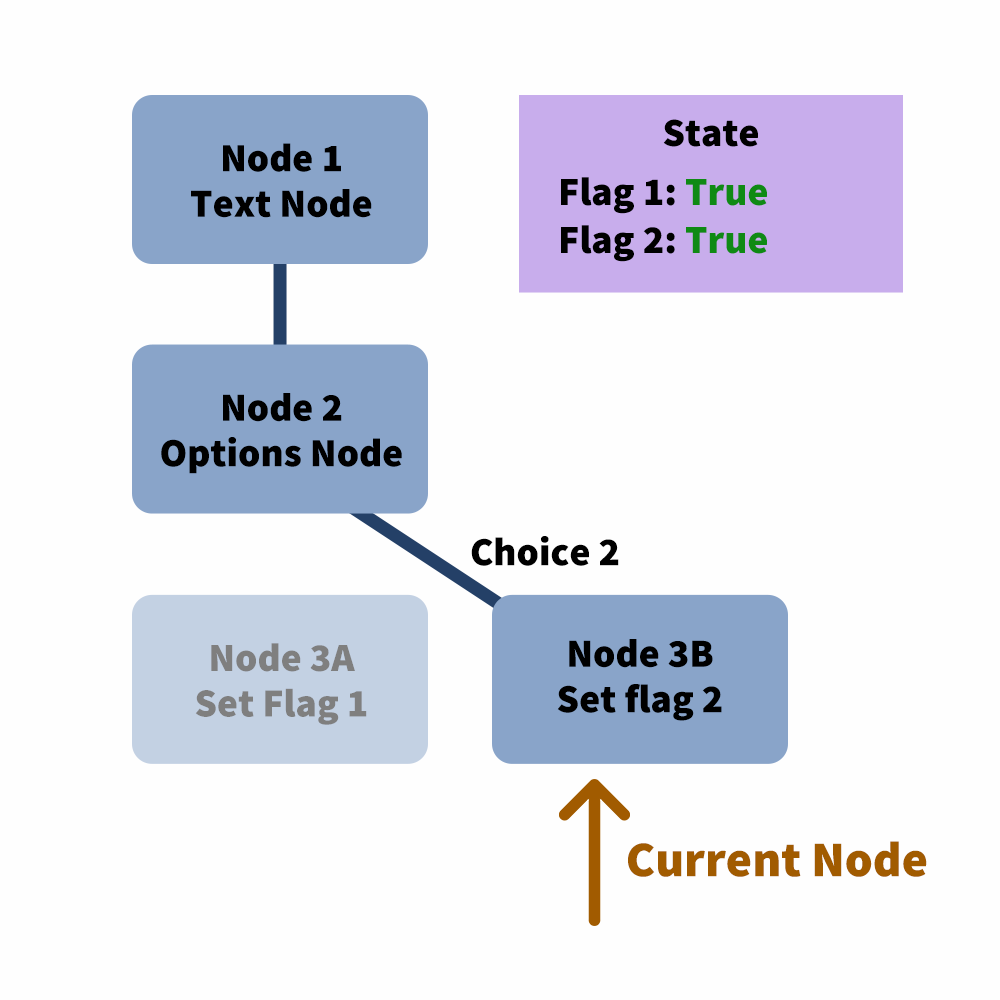 Node 1
Text Node
State
Flag 1: True
Flag 2: True
Node 2
Options Node
Choice 2
Node 3A
Set Flag 1
Node 3B
Set flag 2
Current Node